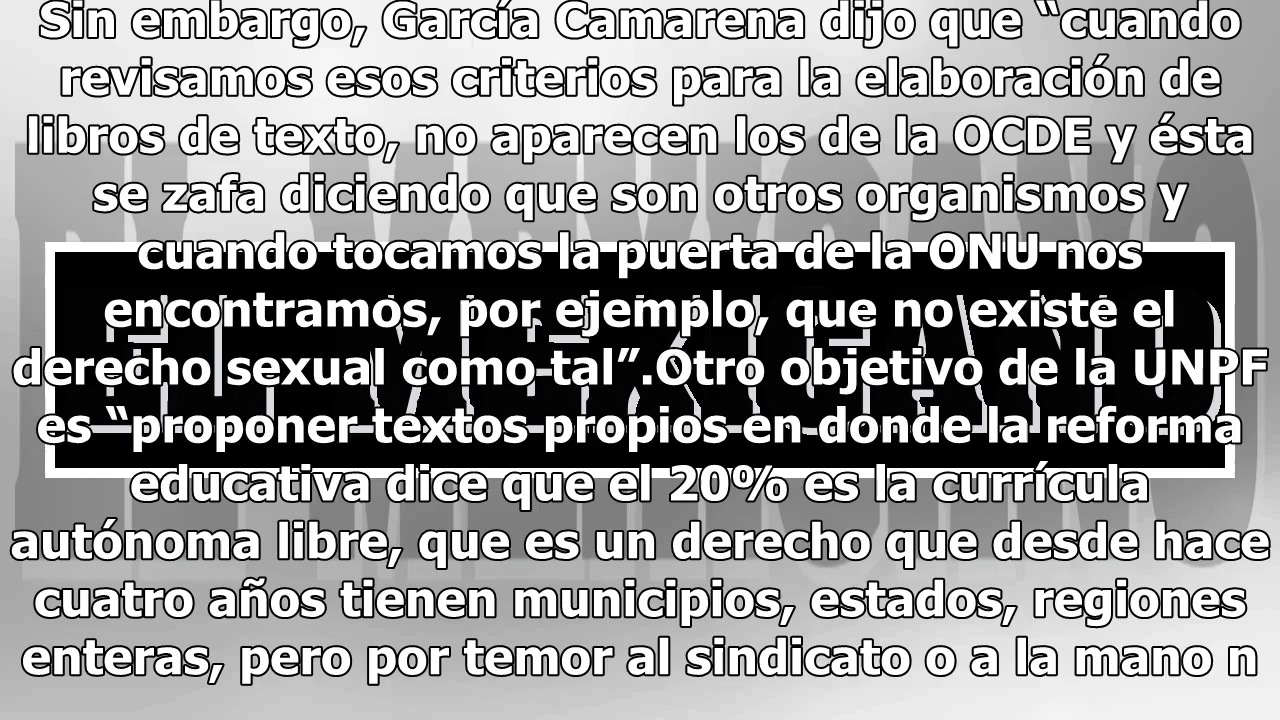 Sin embargo, García Camarena dijo que “cuando
revisamos esos criterios para la elaboración de
libros de texto, no aparecen los de la OCDE y ésta
se zafa diciendo que son otros organismos y
cuando tocamos la puerta de la ONU nos
encontramos, por ejemplo, que no existe el
derecho sexual como tal”.Otro objetivo de la UNPF
es “proponer textos propios en donde la reforma
educativa dice que el 20% es la currícula
autónoma libre, que es un derecho que desde hace
cuatro años tienen municipios, estados, regiones
enteras, pero por temor al sindicato o a la mano n
EL MEXICANO